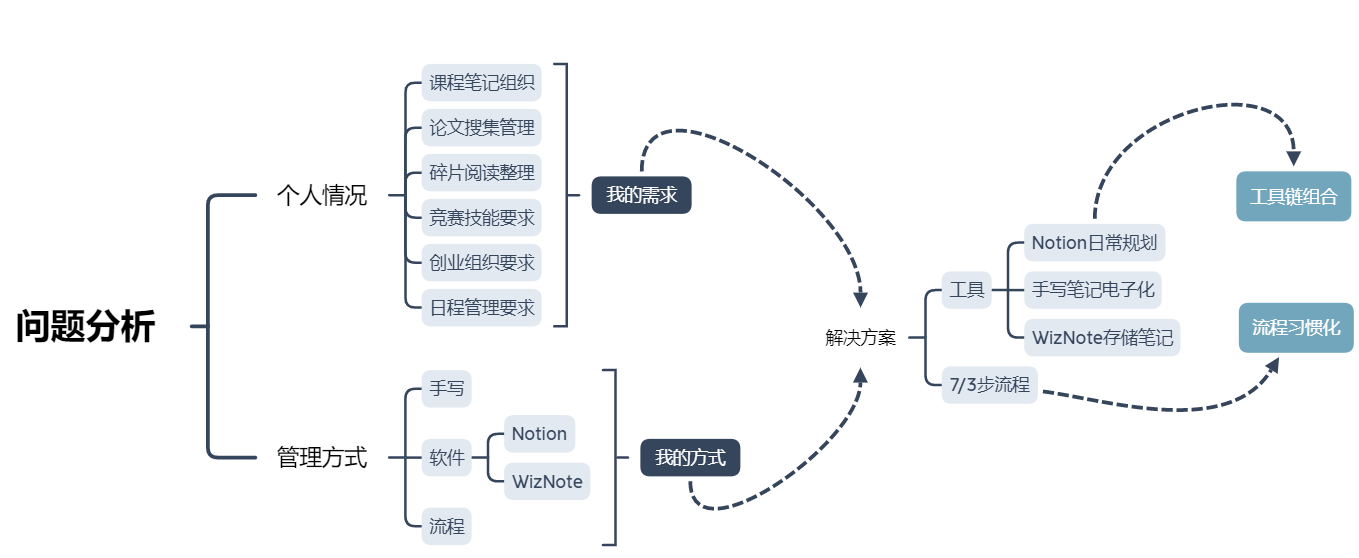 问题分析
个人情况
课程笔记组织
论文搜集管理
碎片阅读整理
竞赛技能要求
创业组织要求
日程管理要求
我的需求
管理方式
手写
软件
Notion
WizNote
流程
我的方式
解决方案
工具
Notion日常规划
手写笔记电子化
WizNote存储笔记
7/3步流程
工具链组合
流程习惯化